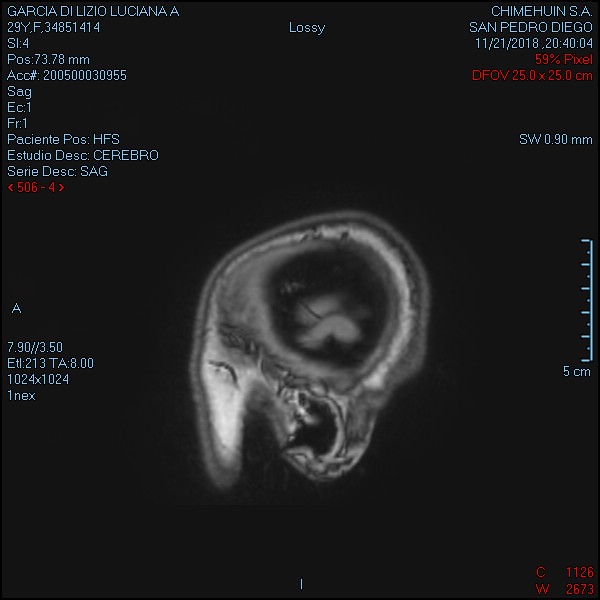 GARCIA DI LIZIO LUCIANA A
29Y,F,34851414
Sl:4
Pos:73.78 mm
Acc#: 200500030955
Sag
Ec:1
Fr:1
Paciente Pos: HFS
Estudio Desc: CEREBRO
Serie Desc: SAG
< 506 - 4 >
Lossy
CHIMEHUIN S.A.
SAN PEDRO DIEGO
11/21/2018 ,20:40:04
59% Pixel
DFOV 25.0 x 25.0 cm
SW 0.90 mm
A
7.90//3.50
Etl:213 TA:8.00
1024x1024
1nex
5 cm
I
C 1126
W 2673